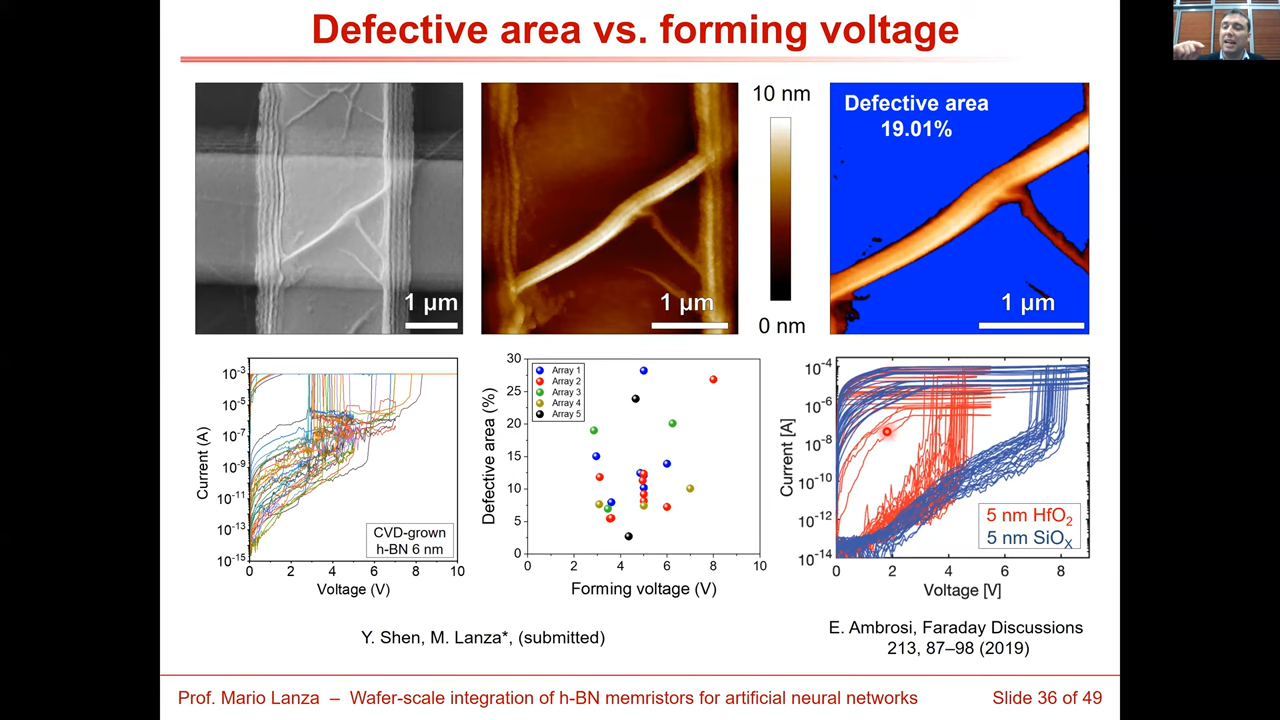 Defective area vs. forming voltage
1 μm
10 nm
0 nm
1 μm
Defective area
19.01%
1 μm
Current (A)
10⁻³
10⁻⁵
10⁻⁷
10⁻⁹
10⁻¹¹
10⁻¹³
10⁻¹⁵
0 2 4 6 8 10
Voltage (V)
CVD-grown
h-BN 6 nm
Defective area (%)
30
25
20
15
10
5
0
0 2 4 6 8 10
Forming voltage (V)
Array 1
Array 2
Array 3
Array 4
Array 5
Current [A]
10⁻⁴
10⁻⁶
10⁻⁸
10⁻¹⁰
10⁻¹²
10⁻¹⁴
0 2 4 6 8
Voltage [V]
5 nm HfO₂
5 nm SiOₓ
Y. Shen, M. Lanza*, (submitted)
E. Ambrosi, Faraday Discussions
213, 87–98 (2019)
Prof. Mario Lanza – Wafer-scale integration of h-BN memristors for artificial neural networks
Slide 36 of 49